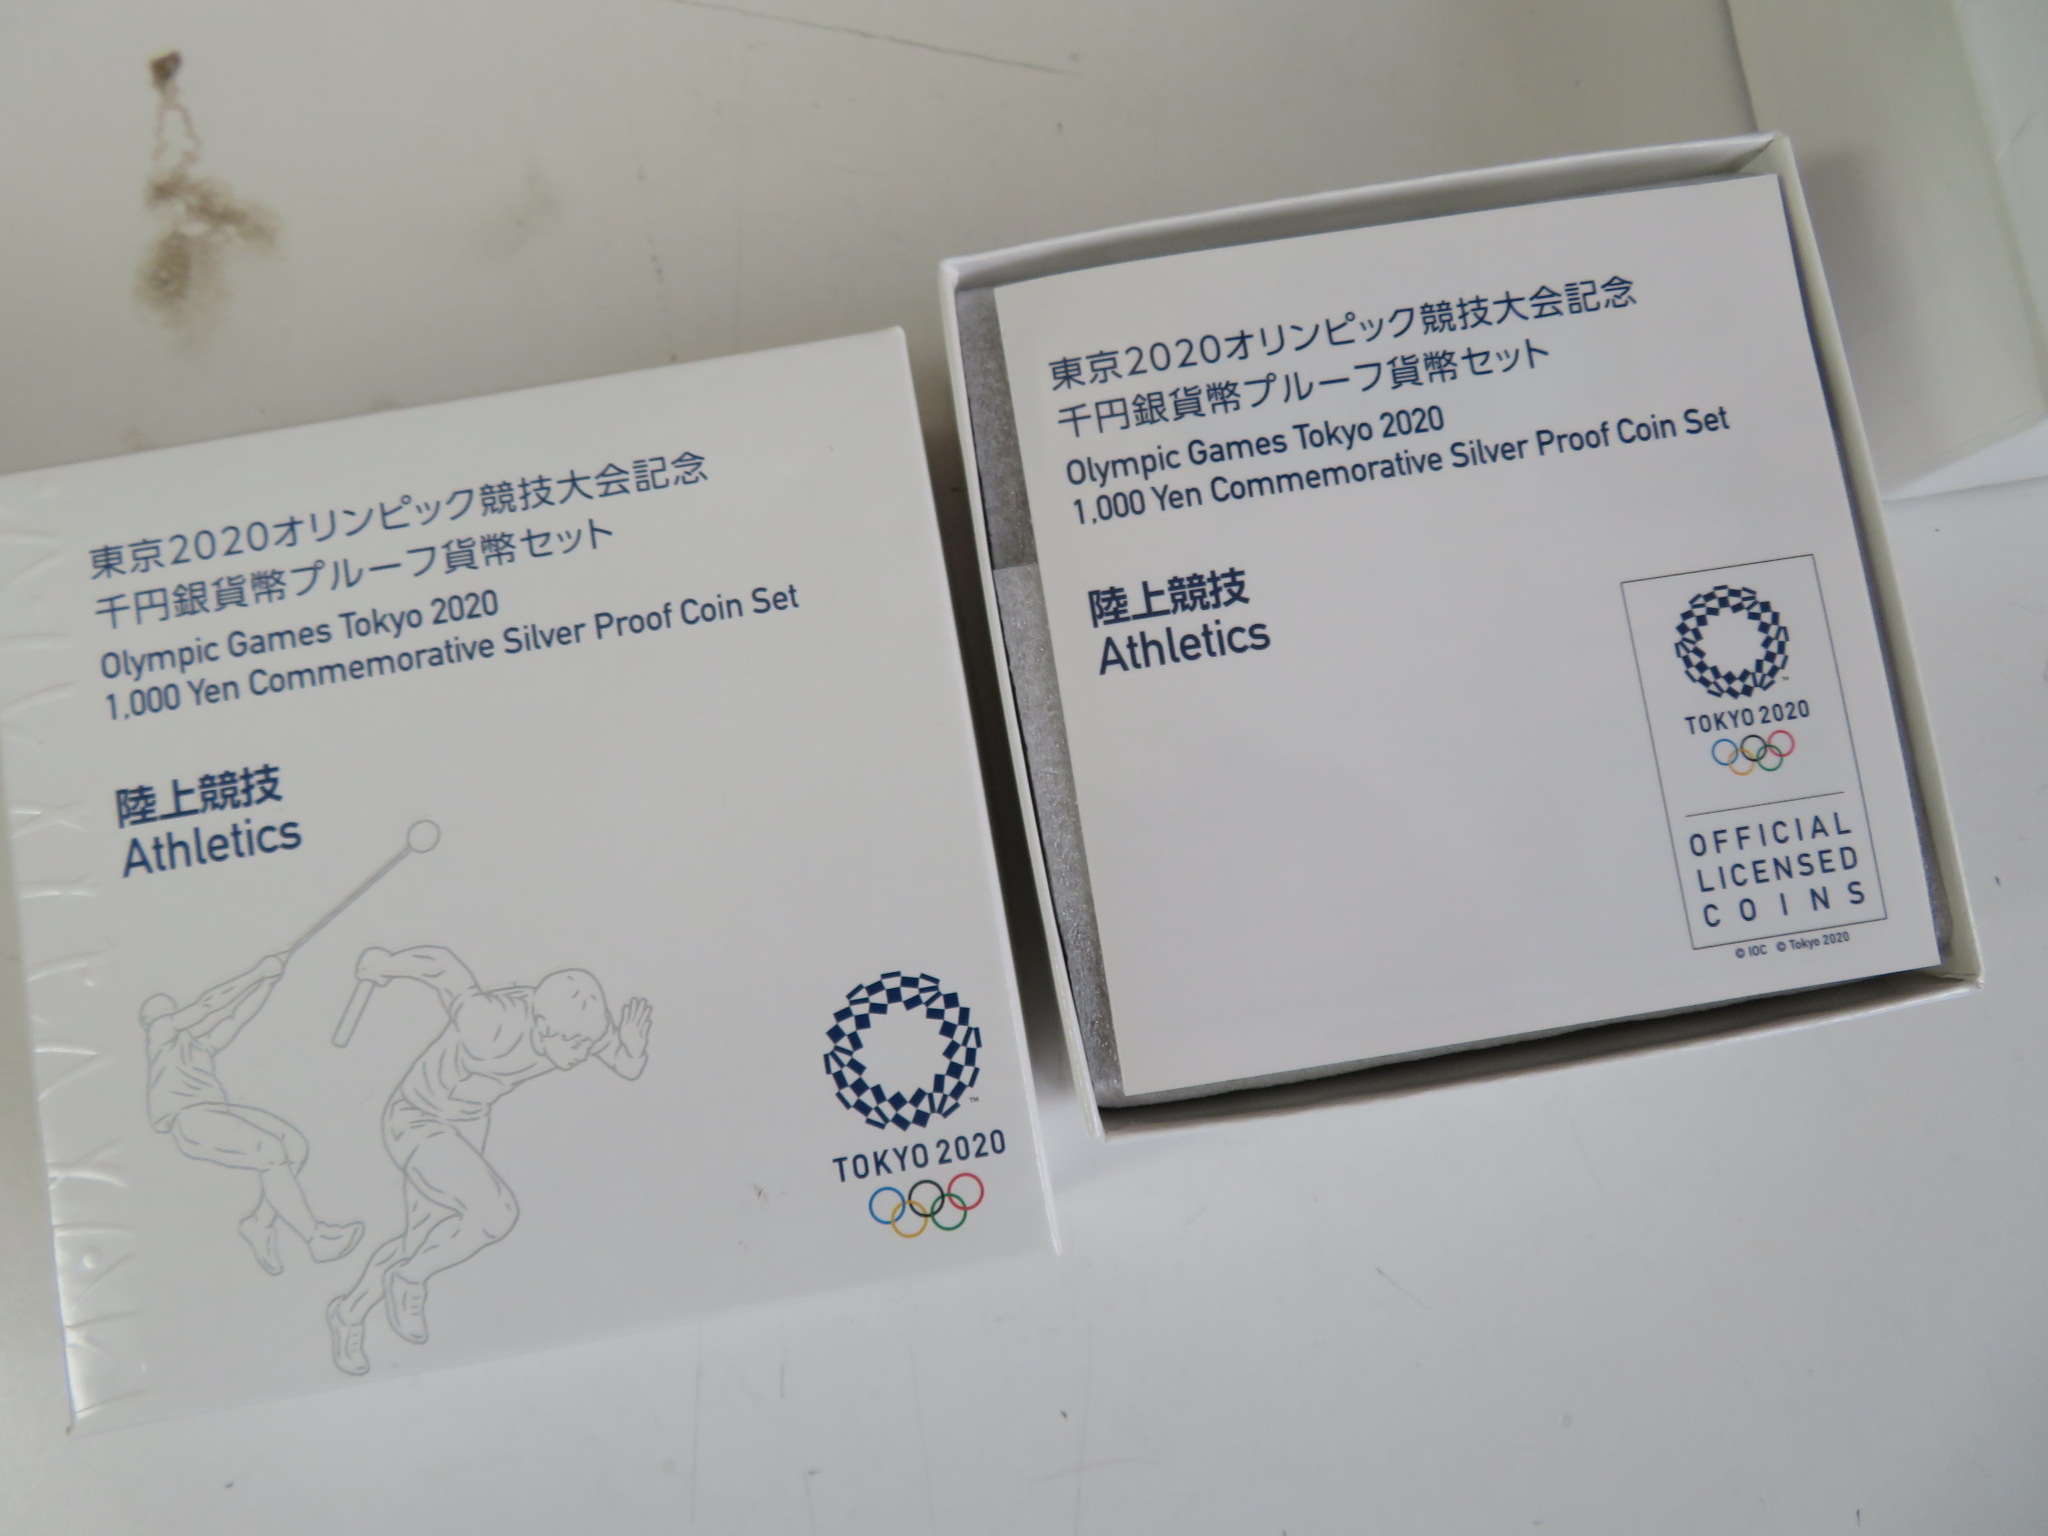 東京2020オリンピック競技大会記念
千円銀貨幣プルーフ貨幣セット
Olympic Games Tokyo 2020
1,000 Yen Commemorative Silver Proof Coin Set
陸上競技
Athletics
TM
TOKYO 2020
東京2020オリンピック競技大会記念
千円銀貨幣プルーフ貨幣セット
Olympic Games Tokyo 2020
1,000 Yen Commemorative Silver Proof Coin Set
陸上競技
Athletics
TM
TOKYO 2020
OFFICIAL
LICENSED
COINS
© IOC © Tokyo 2020